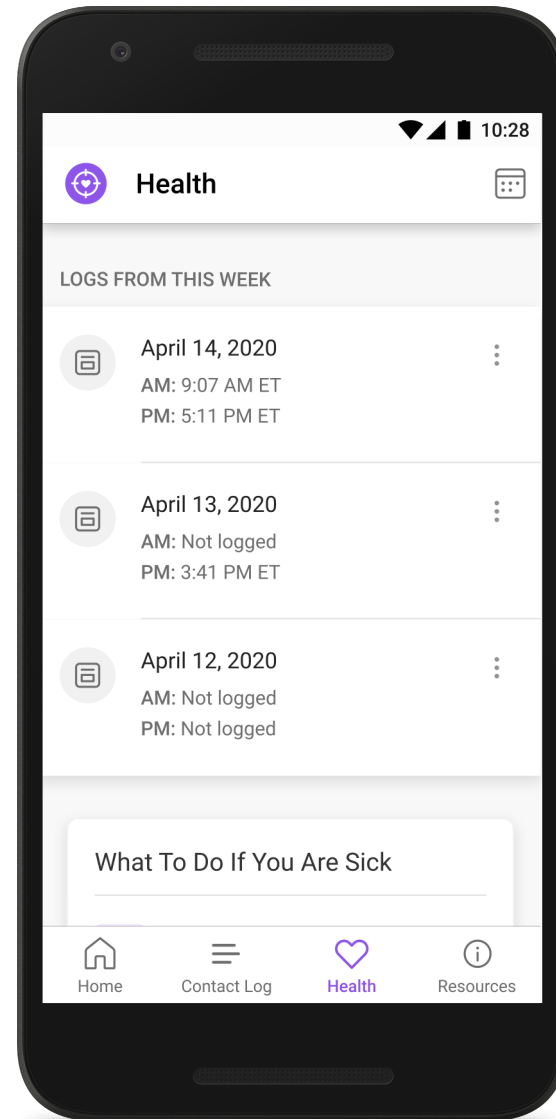 10:28
Health
LOGS FROM THIS WEEK
April 14, 2020
AM: 9:07 AM ET
PM: 5:11 PM ET
April 13, 2020
AM: Not logged
PM: 3:41 PM ET
April 12, 2020
AM: Not logged
PM: Not logged
What To Do If You Are Sick
Home Contact Log Health Resources